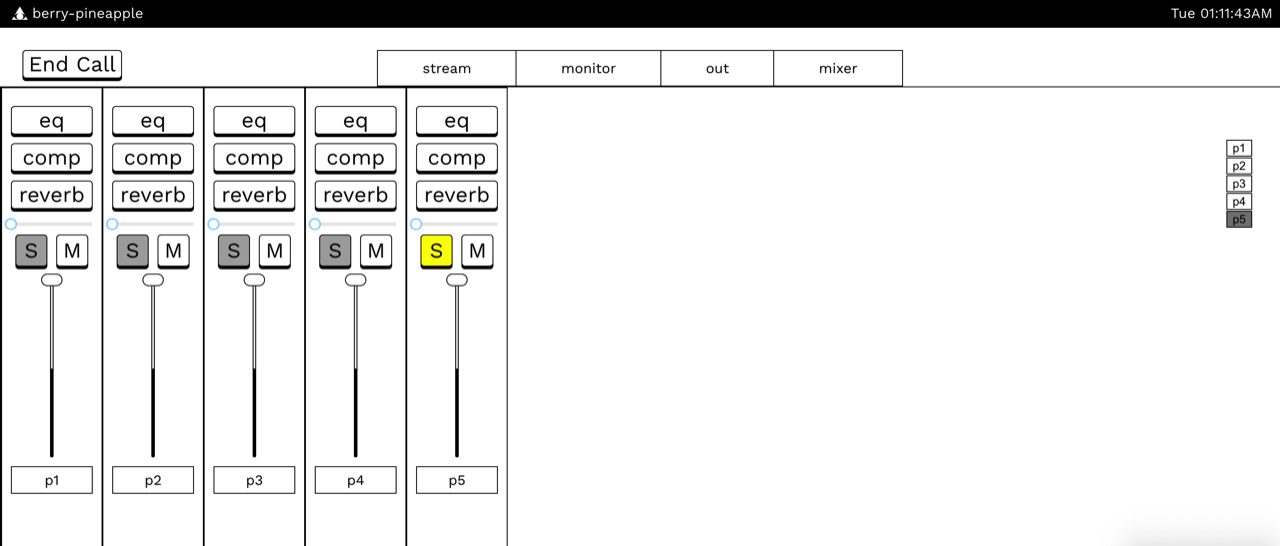 berry-pineapple Tue 01:11:43AM
End Call stream monitor out mixer
eq eq eq eq eq
comp comp comp comp comp
reverb reverb reverb reverb reverb
S M S M S M S M S M
p1 p2 p3 p4 p5
p1
p2
p3
p4
p5